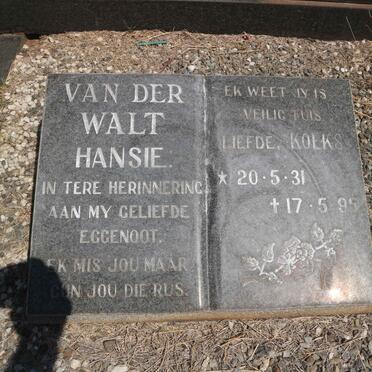 VAN DER
WALT
HANSIE.
IN TERE HERINNERING
AAN MY GELIEFDE
EGGENOOT.
EK MIS JOU MAAR
GUN JOU DIE RUS.
EK WEET JY IS
VEILIG TUIS
LIEFDE, KOEKS
★ 20·5·31
† 17·5·95